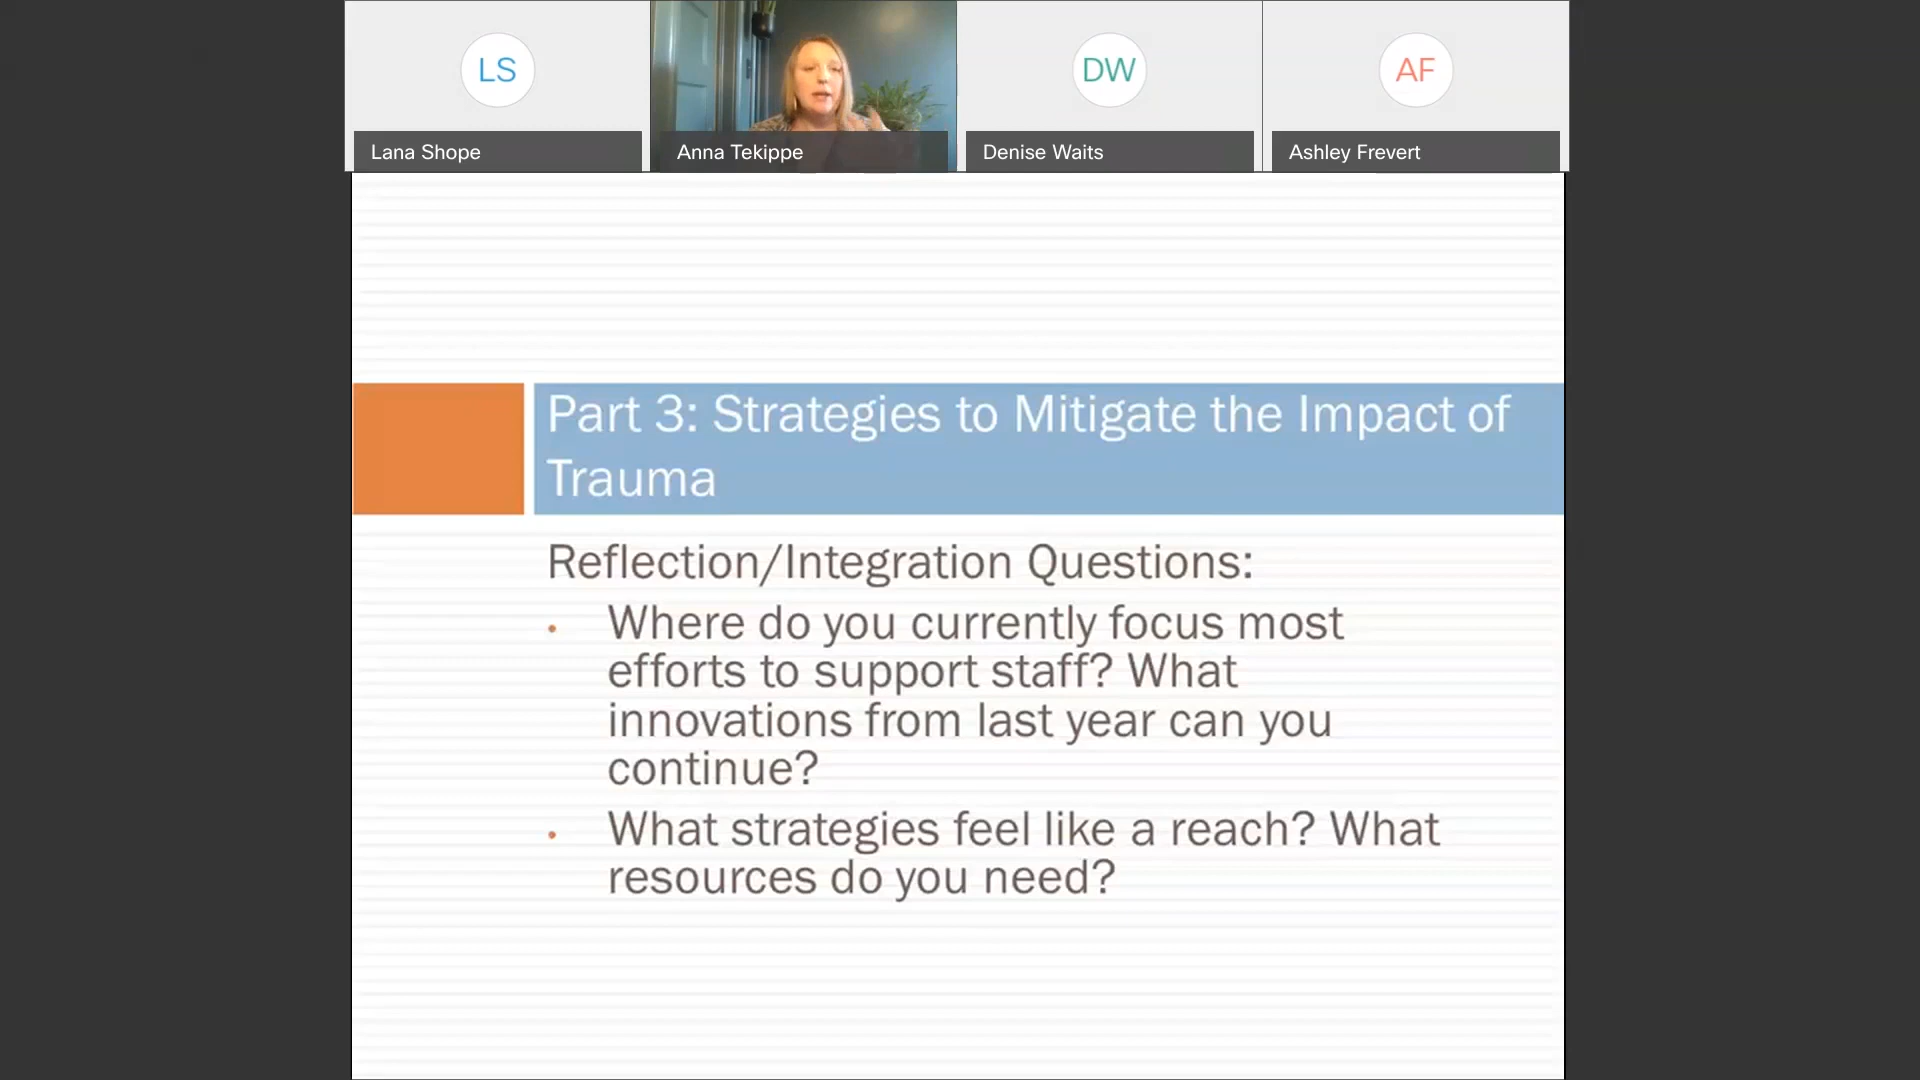 LS
DW
AF
Lana Shope
Anna Tekippe
Denise Waits
Ashley Frevert
Part 3: Strategies to Mitigate the Impact of
Trauma
Reflection/Integration Questions:
• Where do you currently focus most
efforts to support staff? What
innovations from last year can you
continue?
• What strategies feel like a reach? What
resources do you need?